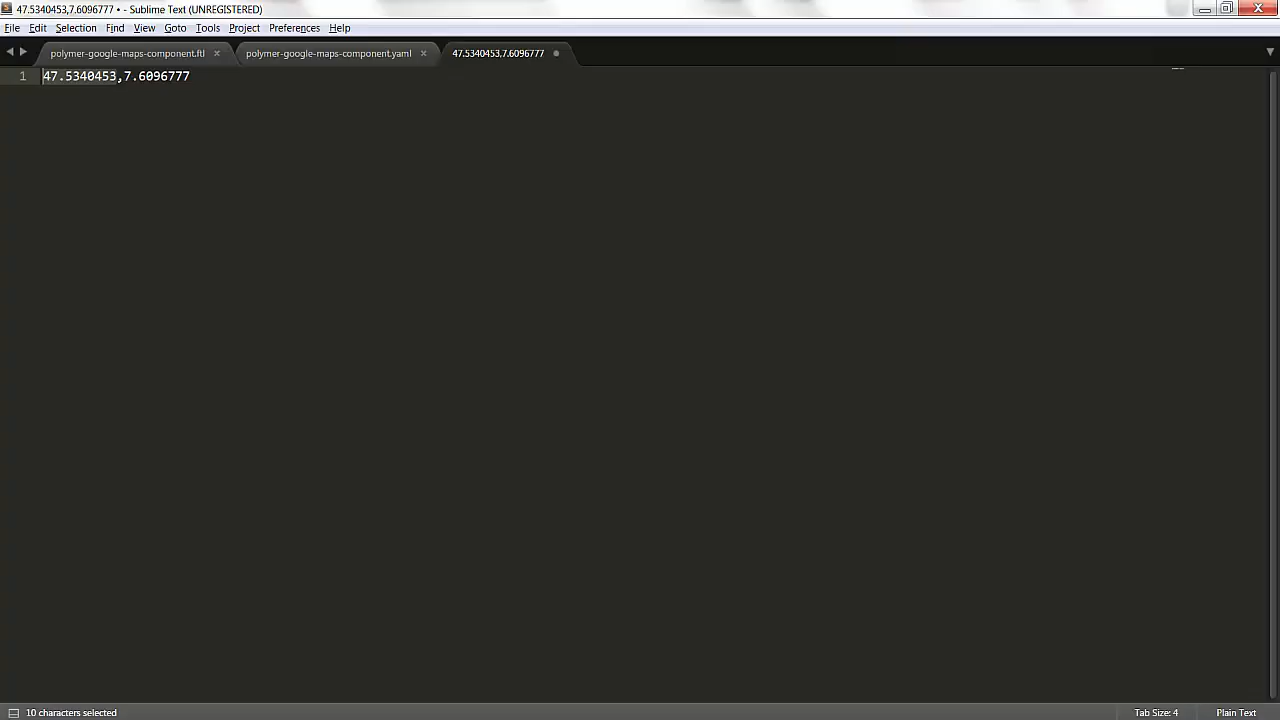 47.5340453,7.6096777 • - Sublime Text (UNREGISTERED)
File Edit Selection Find View Goto Tools Project Preferences Help
polymer-google-maps-component.ftl × polymer-google-maps-component.yaml × 47.5340453,7.6096777
1 47.5340453,7.6096777
10 characters selected Tab Size: 4 Plain Text